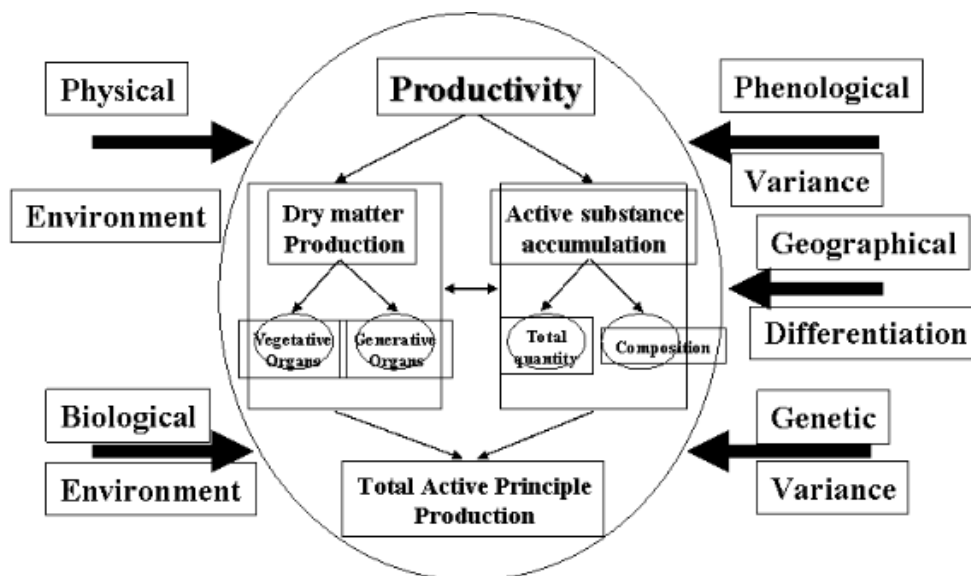 Physical
Environment
Productivity
Phenological
Variance
Dry matter
Production
Active substance
accumulation
Geographical
Differentiation
Vegetative
Organs
Generative
Organs
Total
quantity
Composition
Biological
Environment
Genetic
Variance
Total Active Principle
Production